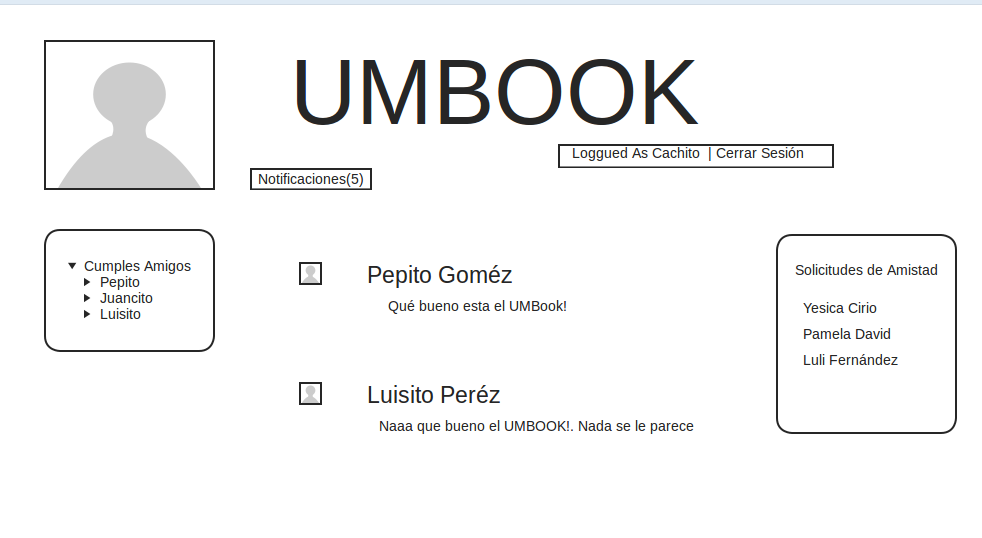 UMBOOK
Loggued As Cachito | Cerrar Sesión
Notificaciones(5)
Cumples Amigos
Pepito
Juancito
Luisito
Pepito Goméz
Qué bueno esta el UMBook!
Luisito Peréz
Naaa que bueno el UMBOOK!. Nada se le parece
Solicitudes de Amistad
Yesica Cirio
Pamela David
Luli Fernández